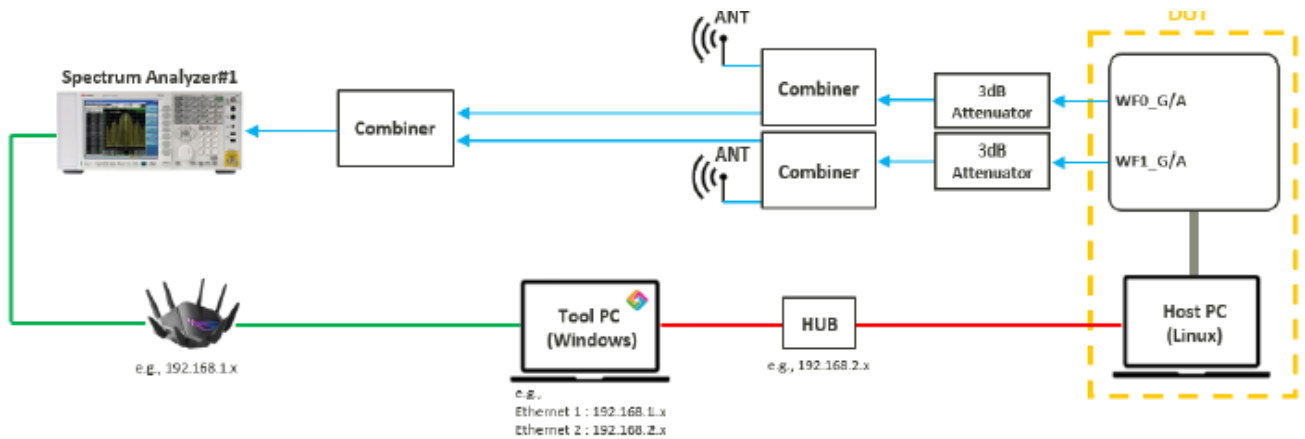 ANT
DUT
Spectrum Analyzer#1
Combiner
3dB
Attenuator
WF0_G/A
Combiner
Combiner
3dB
Attenuator
WF1_G/A
ANT
Tool PC
(Windows)
HUB
Host PC
(Linux)
e.g., 192.168.1.x
e.g., 192.168.2.x
e.g.,
Ethernet 1 : 192.168.1.x
Ethernet 2 : 192.168.2.x